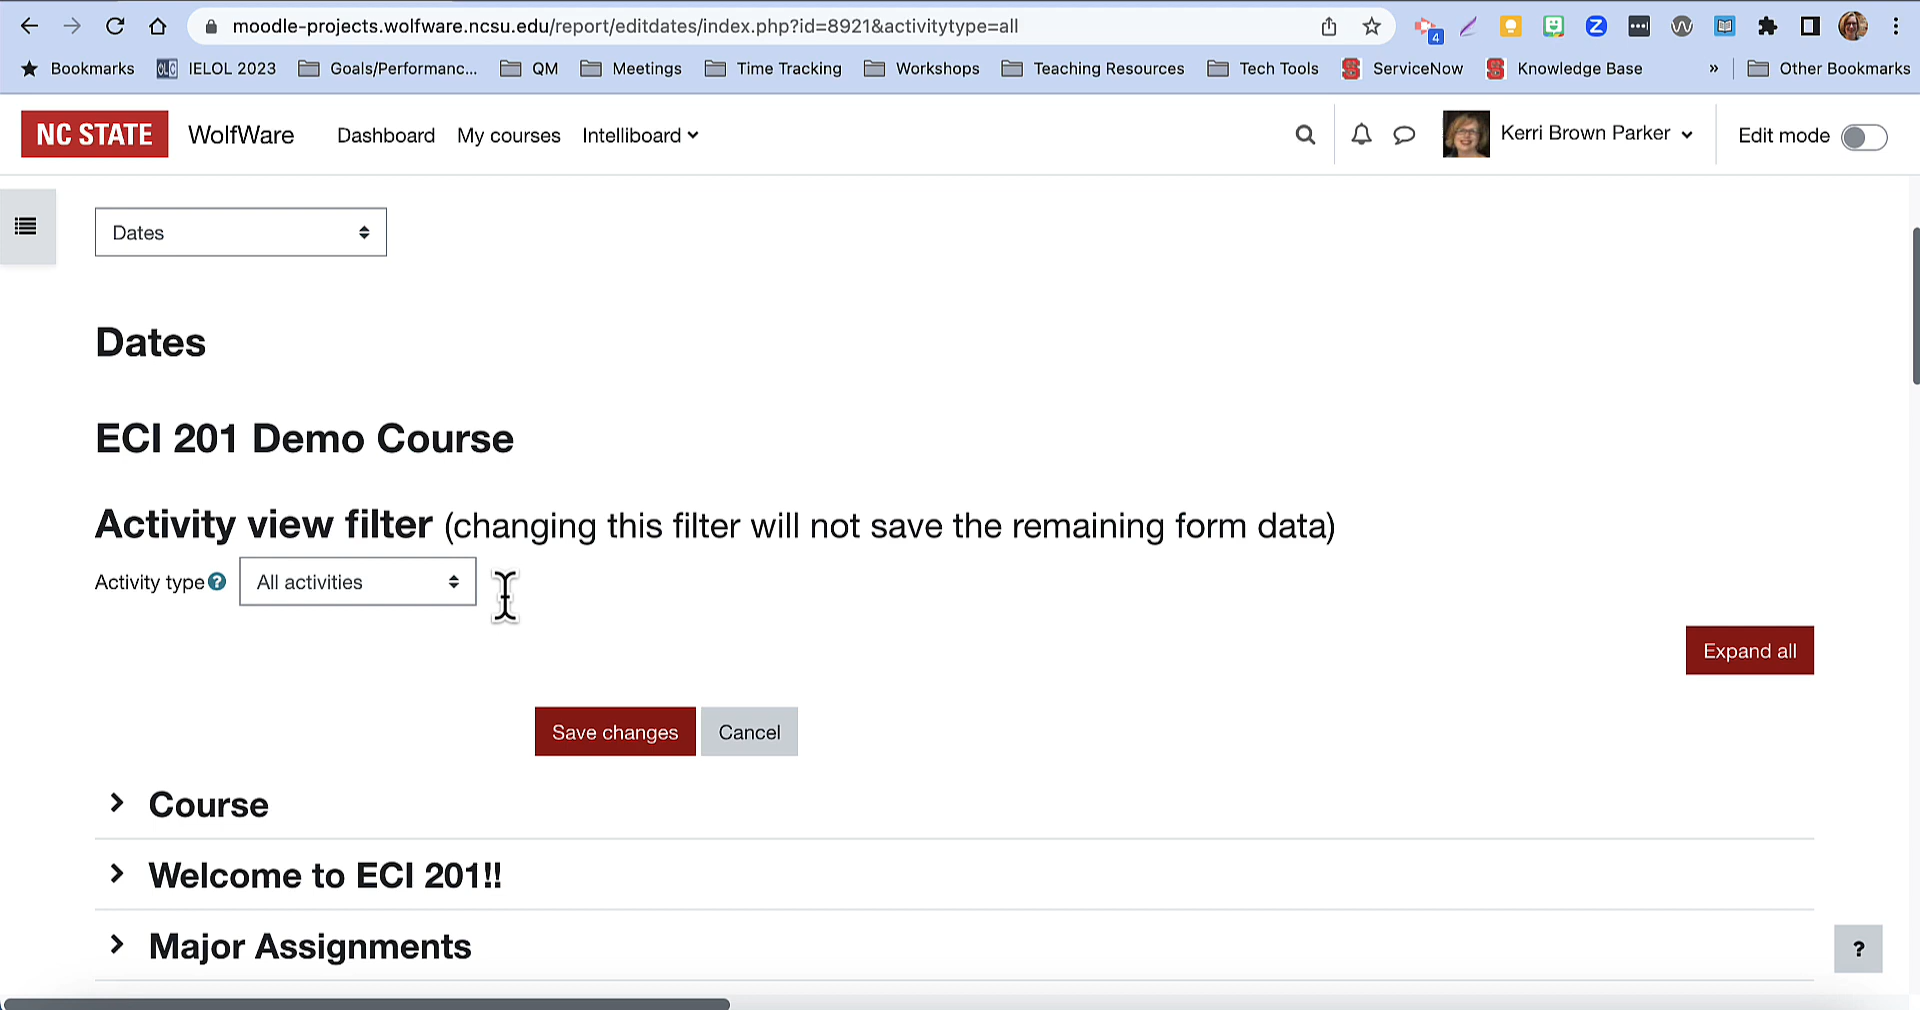 moodle-projects.wolfware.ncsu.edu/report/editdates/index.php?id=8921&activitytype=all
4
Bookmarks OLC IELOL 2023 Goals/Performanc... QM Meetings Time Tracking Workshops Teaching Resources Tech Tools ServiceNow Knowledge Base » Other Bookmarks
NC STATE WolfWare Dashboard My courses Intelliboard Kerri Brown Parker Edit mode
Dates
Dates
ECI 201 Demo Course
Activity view filter (changing this filter will not save the remaining form data)
Activity type ? All activities
Expand all
Save changes Cancel
Course
Welcome to ECI 201!!
Major Assignments
?